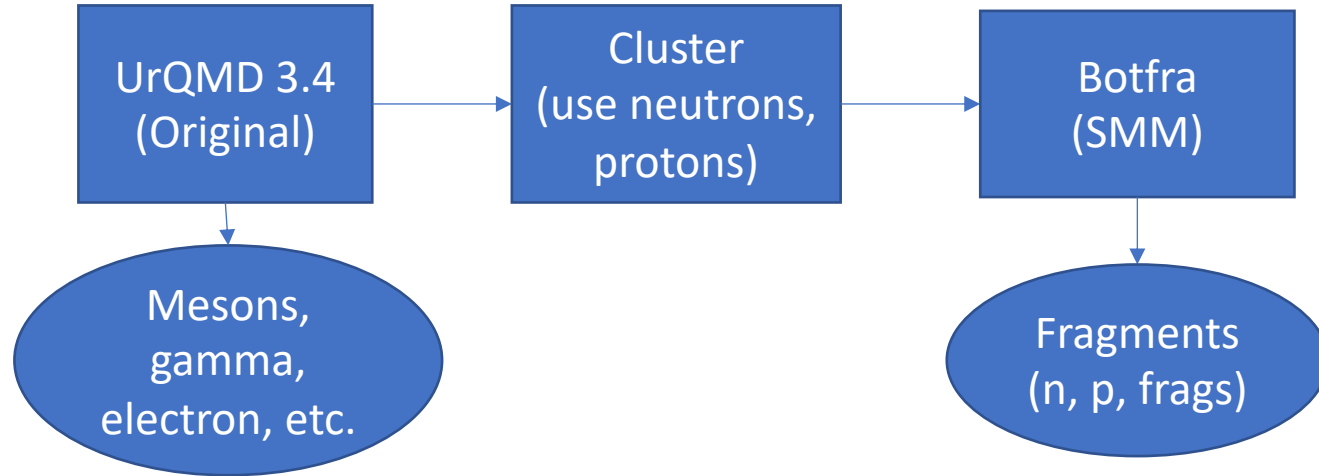 UrQMD 3.4
(Original)
Cluster
(use neutrons,
protons)
Botfra
(SMM)
Mesons,
gamma,
electron, etc.
Fragments
(n, p, frags)